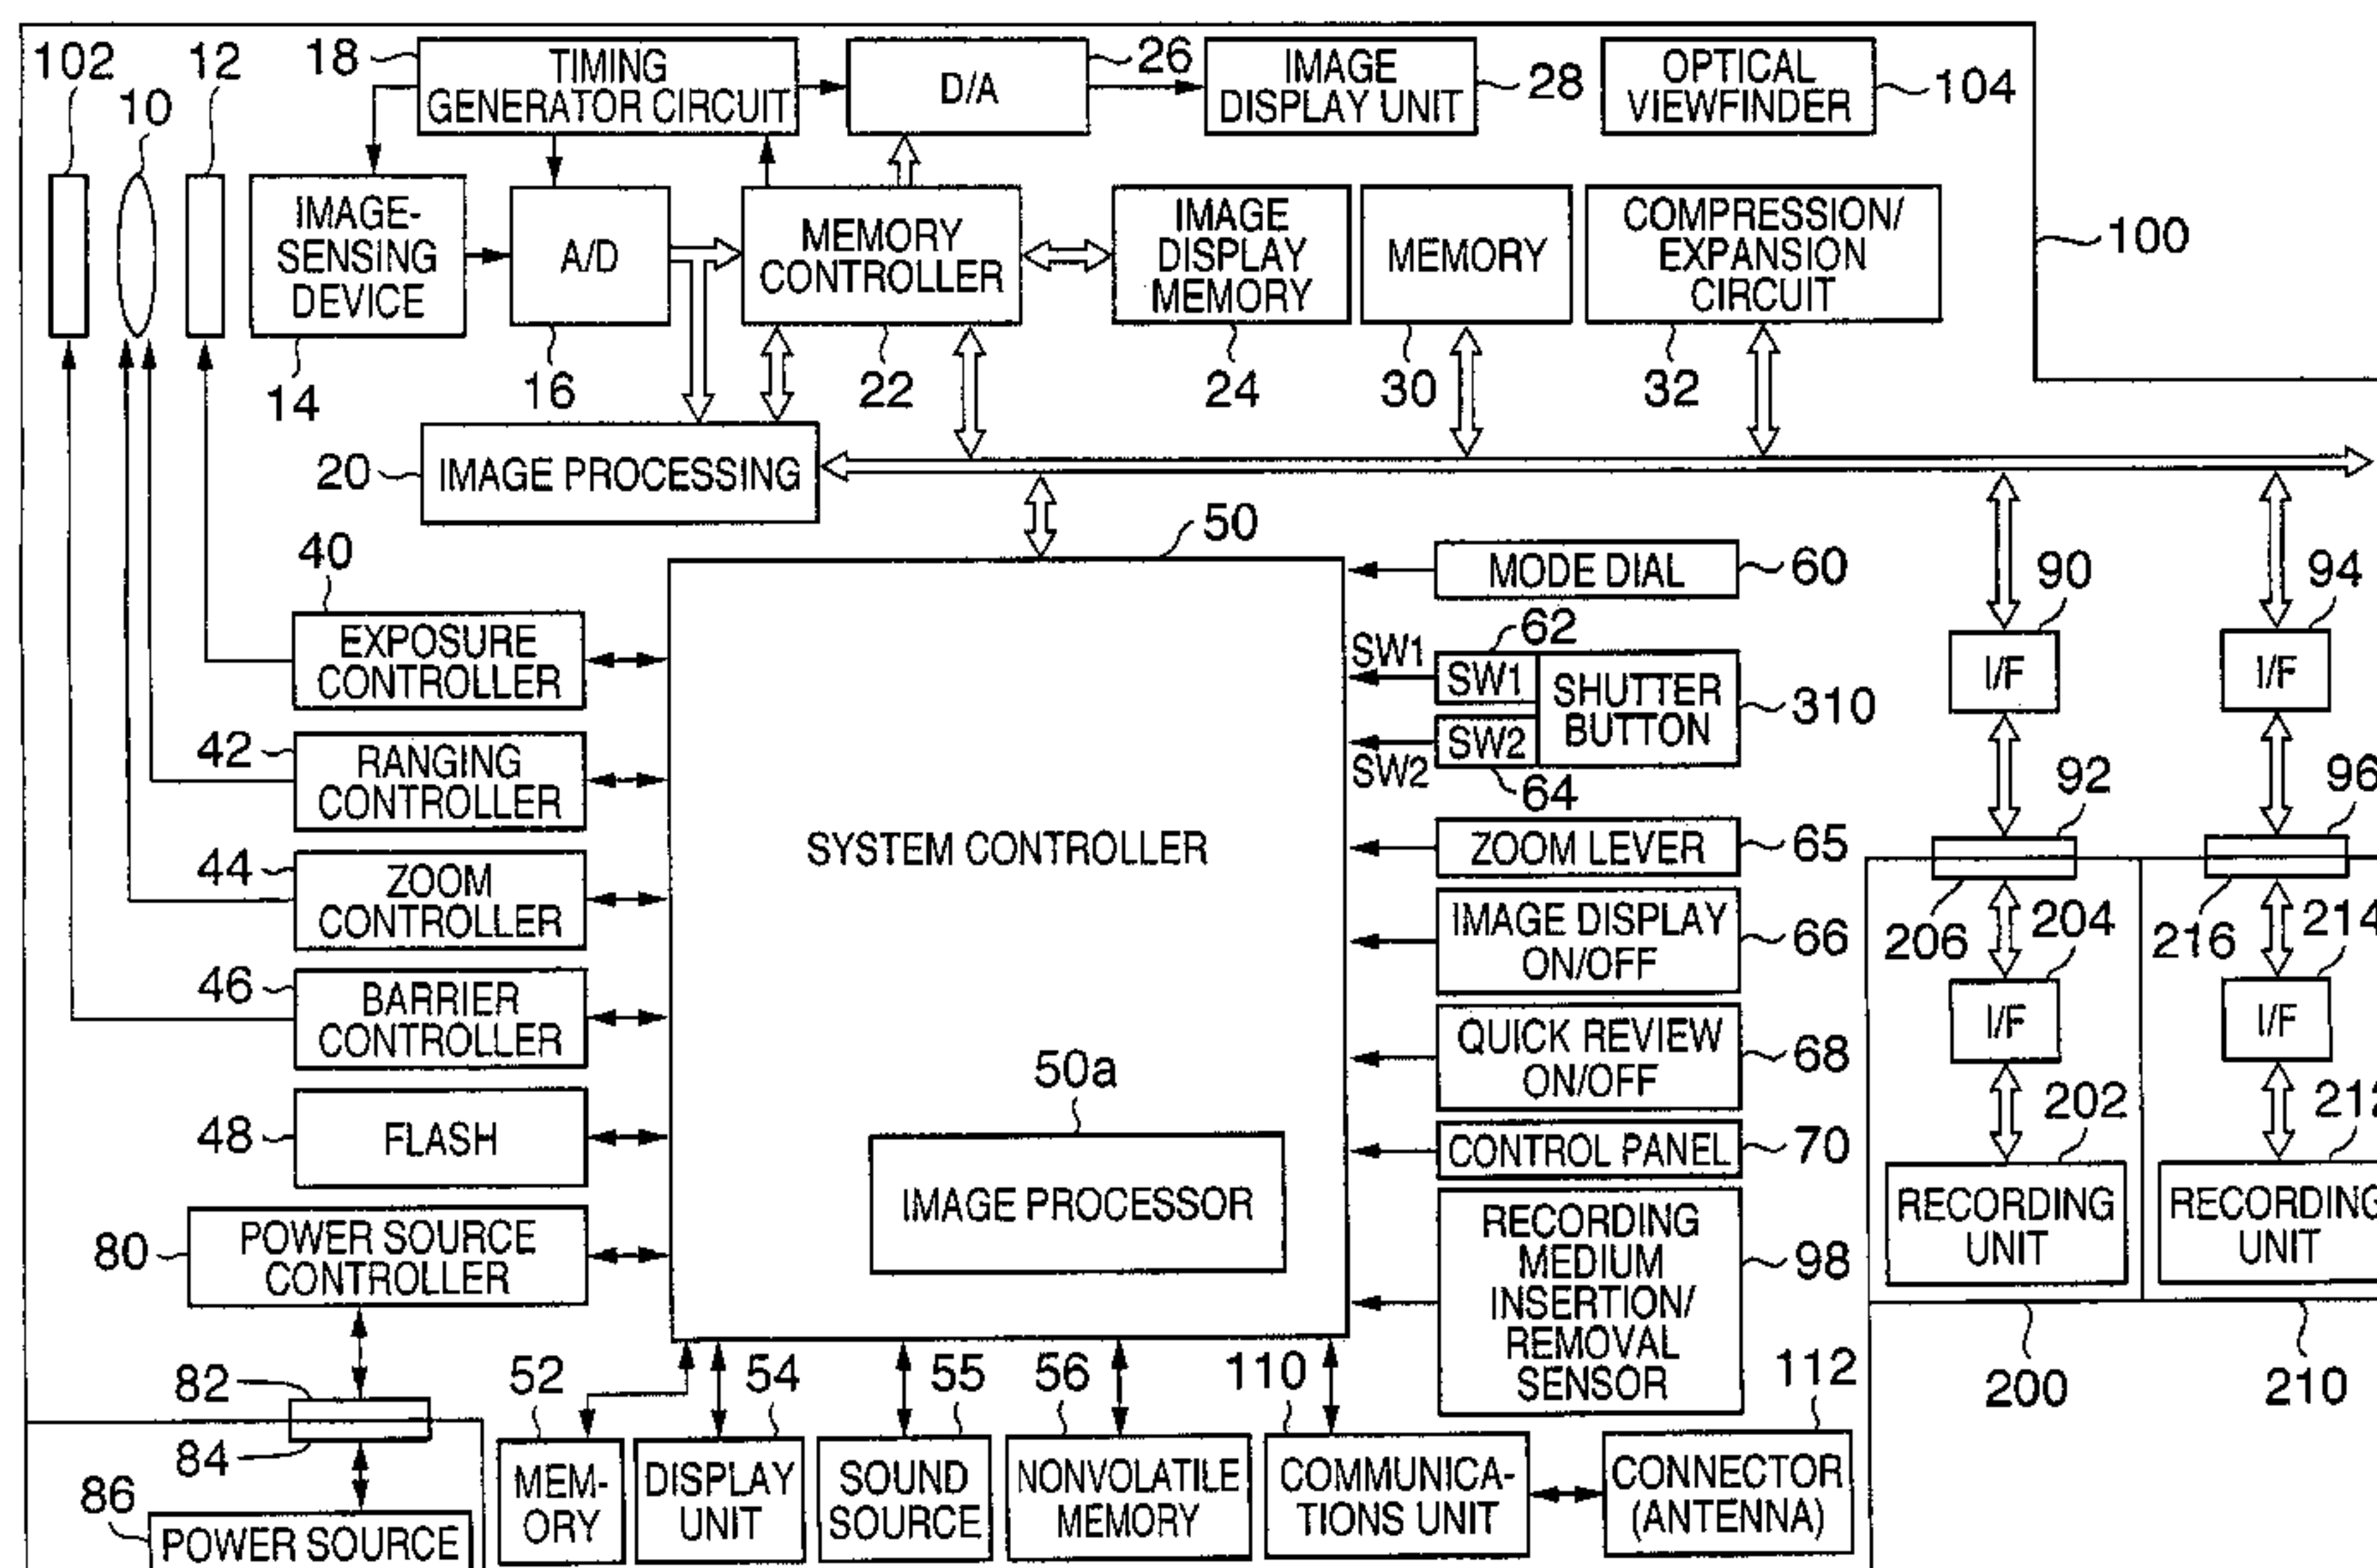 102
10
12
18
TIMING
GENERATOR CIRCUIT
D/A
26
IMAGE
DISPLAY UNIT
28
OPTICAL
VIEWFINDER
104
IMAGE-
SENSING
DEVICE
14
A/D
16
MEMORY
CONTROLLER
22
IMAGE
DISPLAY
MEMORY
24
MEMORY
30
COMPRESSION/
EXPANSION
CIRCUIT
32
100
20
IMAGE PROCESSING
50
40
EXPOSURE
CONTROLLER
42
RANGING
CONTROLLER
44
ZOOM
CONTROLLER
46
BARRIER
CONTROLLER
48
FLASH
80
POWER SOURCE
CONTROLLER
82
84
86
POWER SOURCE
SYSTEM CONTROLLER
50a
IMAGE PROCESSOR
MODE DIAL
60
62
SW1
SW1
SHUTTER
BUTTON
310
SW2
SW2
64
ZOOM LEVER
65
IMAGE DISPLAY
ON/OFF
66
QUICK REVIEW
ON/OFF
68
CONTROL PANEL
70
RECORDING
MEDIUM
INSERTION/
REMOVAL
SENSOR
98
90
I/F
92
206
204
I/F
202
RECORDING
UNIT
200
94
I/F
96
216
214
I/F
212
RECORDING
UNIT
210
52
MEM-
ORY
54
DISPLAY
UNIT
55
SOUND
SOURCE
56
NONVOLATILE
MEMORY
110
COMMUNICA-
TIONS UNIT
112
CONNECTOR
(ANTENNA)